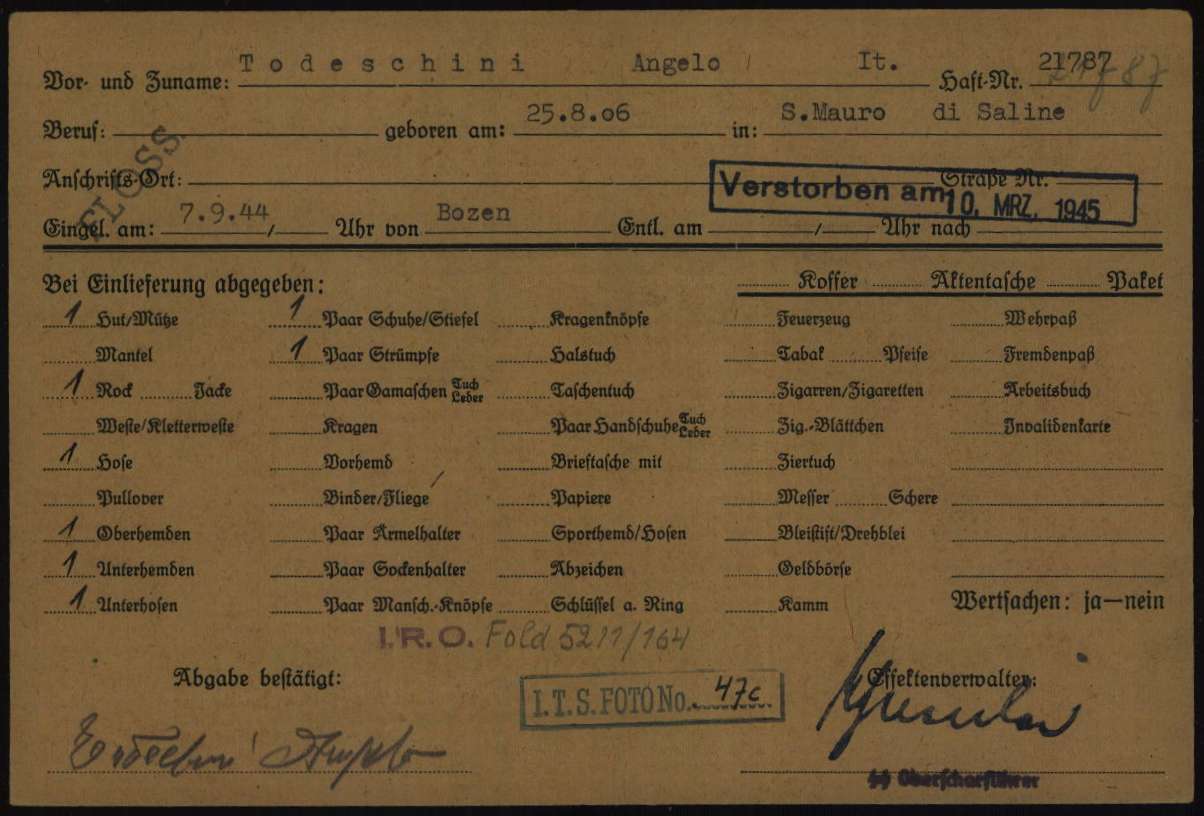 Vor- und Zuname: Todeschini Angelo It. Haft-Nr. 21787 21787
Beruf: geboren am: 25.8.06 in: S.Mauro di Saline
FLOSS.
Anschrifts-Ort: Straße Nr.
Verstorben am 10. MRZ. 1945
Eingel. am: 7.9.44 / Uhr von Bozen Entl. am / Uhr nach
Bei Einlieferung abgegeben: Koffer Aktentasche Paket
1 Hut/Mütze 1 Paar Schuhe/Stiefel Kragenknöpfe Feuerzeug Wehrpaß
Mantel 1 Paar Strümpfe Halstuch Tabak Pfeife Fremdenpaß
1 Rock Jacke Paar Gamaschen Tuch Leder Taschentuch Zigarren/Zigaretten Arbeitsbuch
Weste/Kletterweste Kragen Paar Handschuhe Tuch Leder Zig.-Blättchen Invalidenkarte
1 Hose Vorhemd Brieftasche mit Ziertuch
Pullover Binder/Fliege Papiere Messer Schere
1 Oberhemden Paar Ärmelhalter Sporthemd/Hosen Bleistift/Drehblei
1 Unterhemden Paar Sockenhalter Abzeichen Geldbörse
1 Unterhosen Paar Mansch.-Knöpfe Schlüssel a. Ring Kamm Wertsachen: ja—nein
I.R.O. Fold 5211/164
Abgabe bestätigt: Effektenverwalter:
I.T.S. FOTO No. 47c
SS Oberscharführer